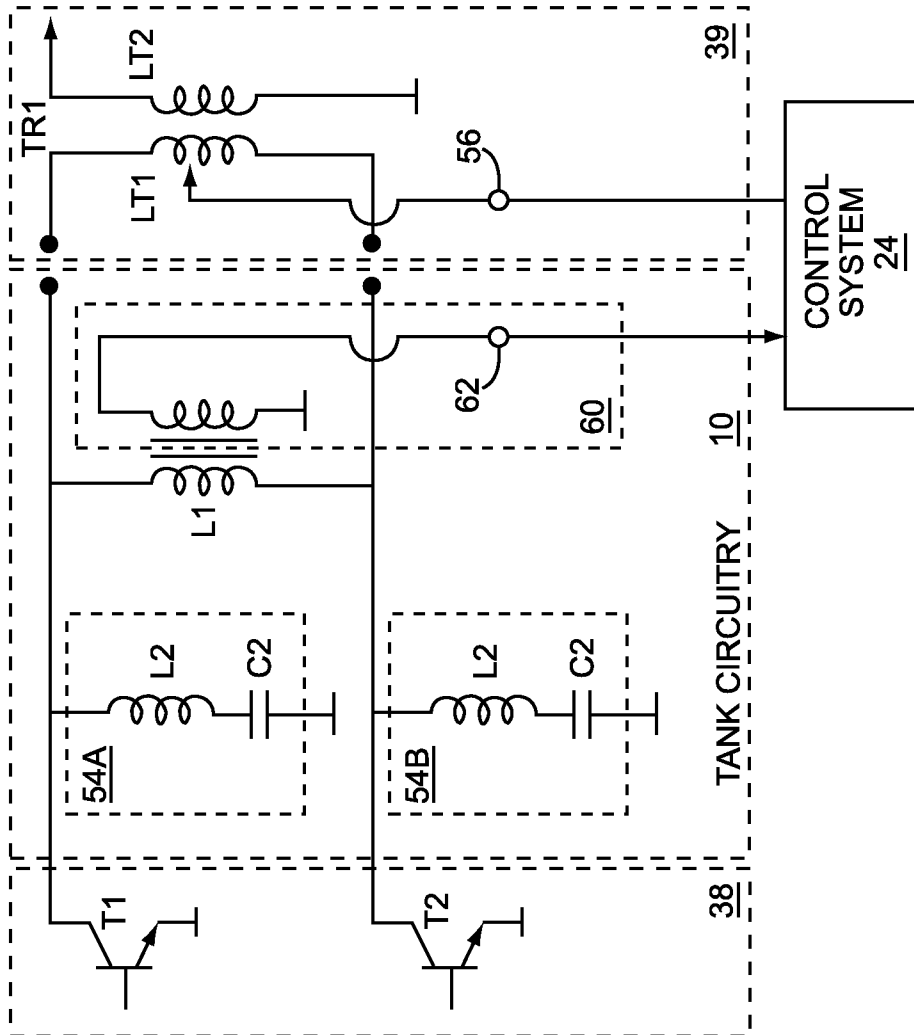 T1
T2
38
54A
L2
C2
54B
L2
C2
TANK CIRCUITRY
L1
60
62
10
TR1
LT1
LT2
56
39
CONTROL
SYSTEM
24